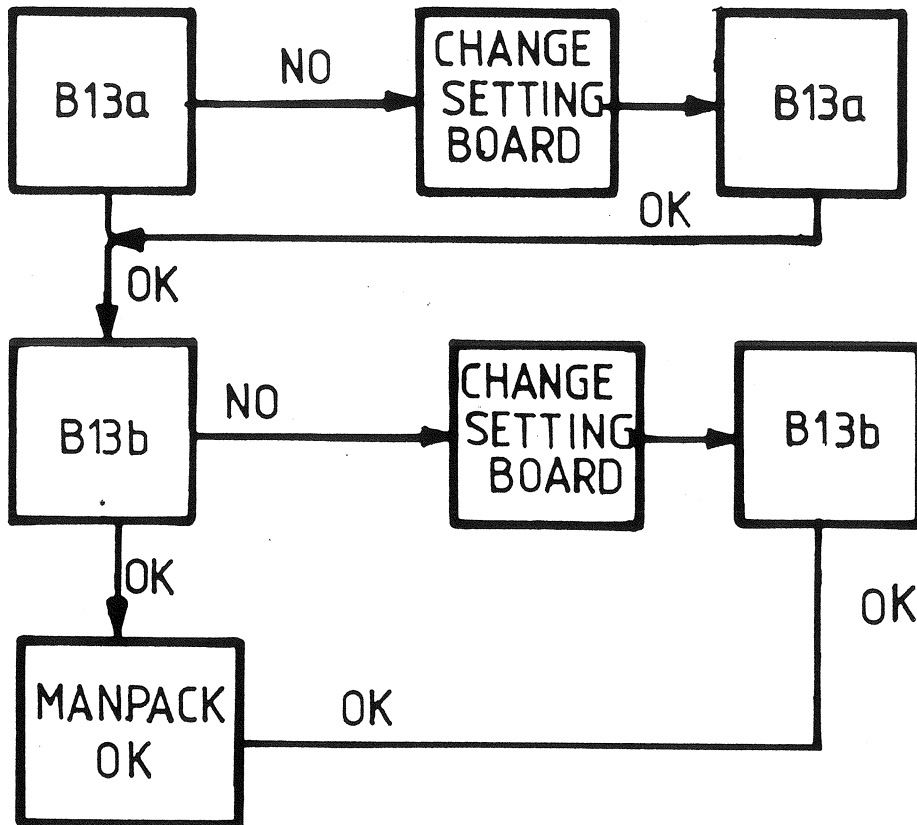 B13a
NO
CHANGE
SETTING
BOARD
B13a
OK
OK
B13b
NO
CHANGE
SETTING
BOARD
B13b
OK
OK
MANPACK
OK
OK